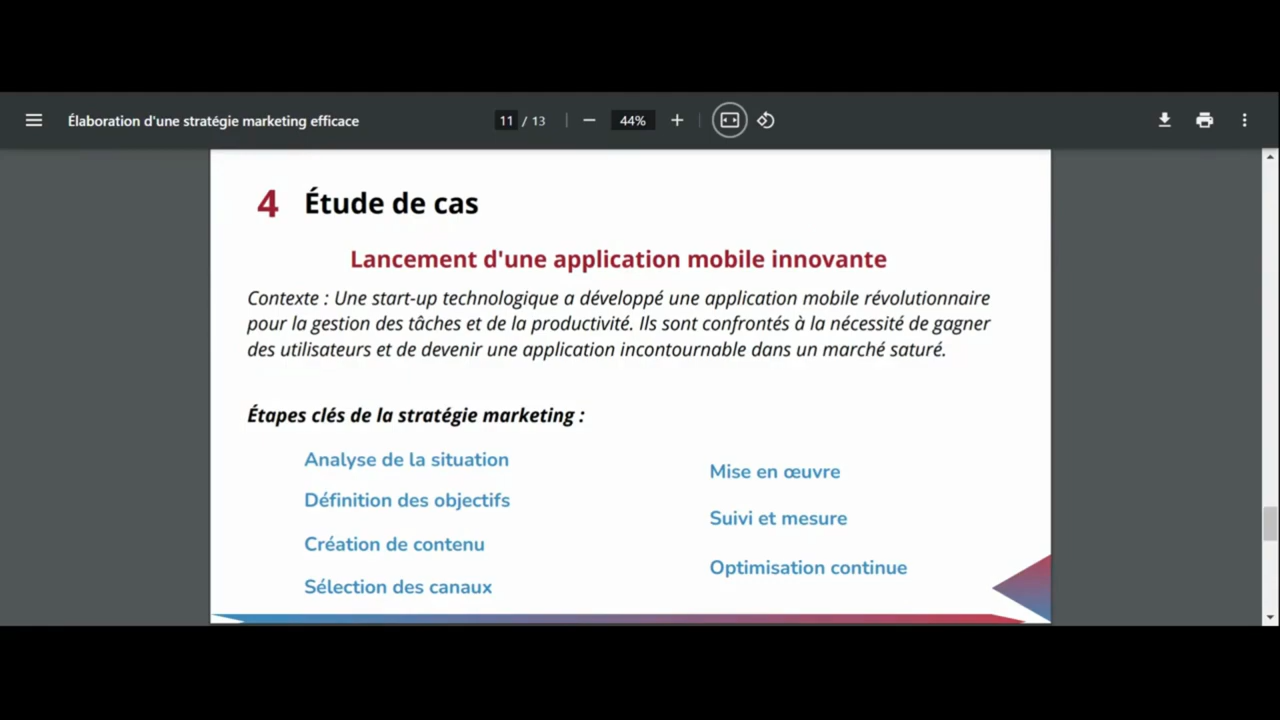 Élaboration d'une stratégie marketing efficace
11 / 13
44%
4 Étude de cas
Lancement d'une application mobile innovante
Contexte : Une start-up technologique a développé une application mobile révolutionnaire
pour la gestion des tâches et de la productivité. Ils sont confrontés à la nécessité de gagner
des utilisateurs et de devenir une application incontournable dans un marché saturé.
Étapes clés de la stratégie marketing :
Analyse de la situation
Définition des objectifs
Création de contenu
Sélection des canaux
Mise en œuvre
Suivi et mesure
Optimisation continue